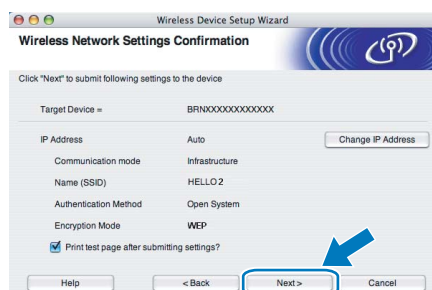 Wireless Device Setup Wizard
Wireless Network Settings Confirmation
Click "Next" to submit following settings to the device
Target Device = BRNXXXXXXXXXXXX
IP Address Auto Change IP Address
Communication mode Infrastructure
Name (SSID) HELLO 2
Authentication Method Open System
Encryption Mode WEP
Print test page after submitting settings?
Help < Back Next > Cancel